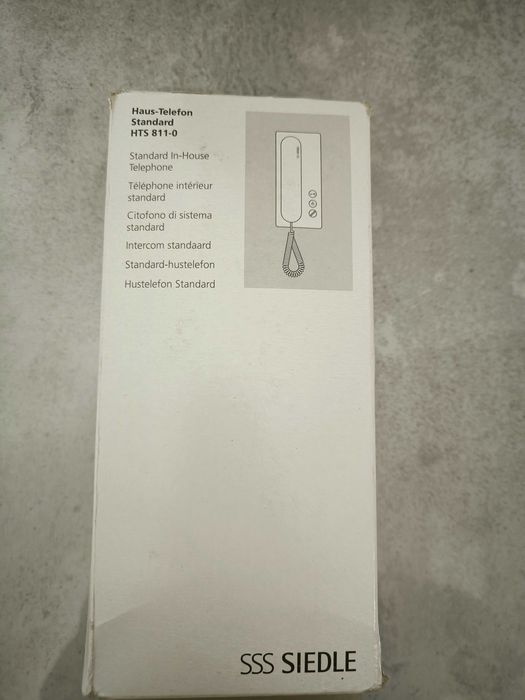 Haus-Telefon
Standard
HTS 811-0
Standard In-House
Telephone
Téléphone intérieur
standard
Citofono di sistema
standard
Intercom standaard
Standard-hustelefon
Hustelefon Standard
SSS SIEDLE